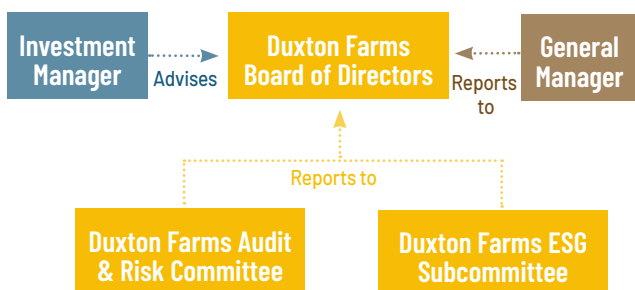 Investment
Manager
Advises
Duxton Farms
Board of Directors
Reports
to
General
Manager
Reports to
Duxton Farms Audit
& Risk Committee
Duxton Farms ESG
Subcommittee